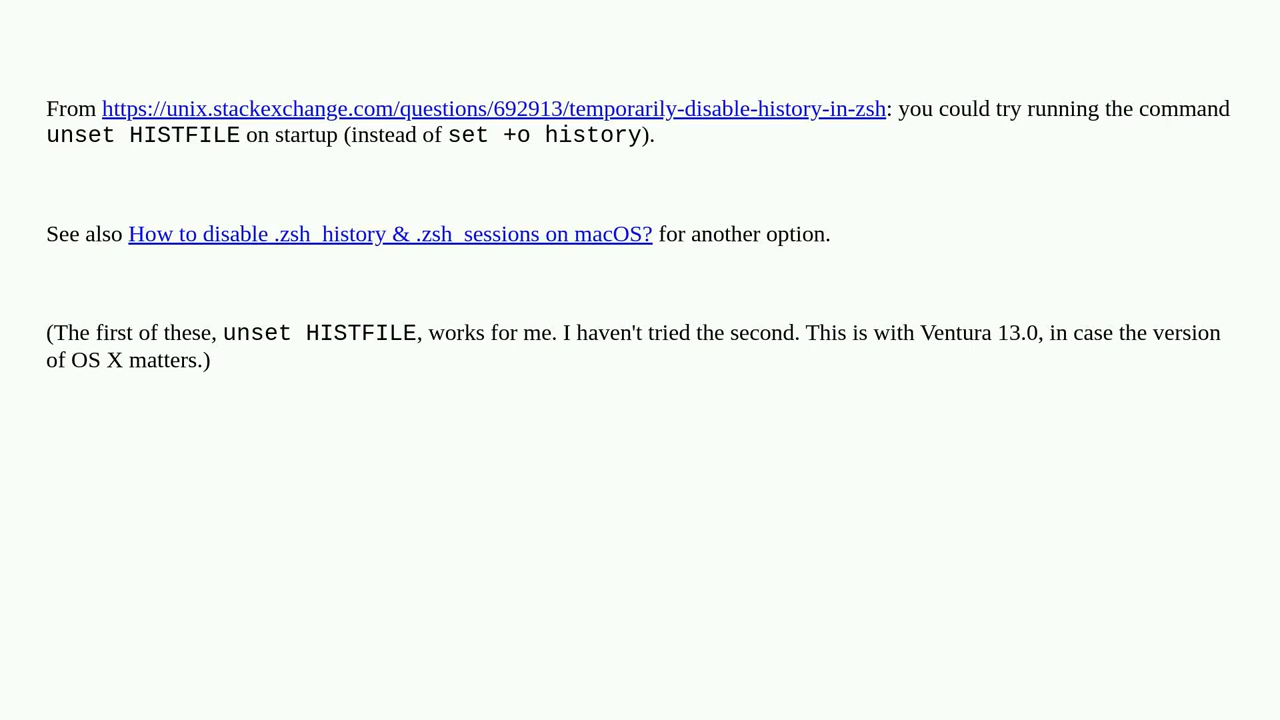 From https://unix.stackexchange.com/questions/692913/temporarily-disable-history-in-zsh: you could try running the command
unset HISTFILE on startup (instead of set +o history).
See also How to disable .zsh_history & .zsh_sessions on macOS? for another option.
(The first of these, unset HISTFILE, works for me. I haven't tried the second. This is with Ventura 13.0, in case the version
of OS X matters.)